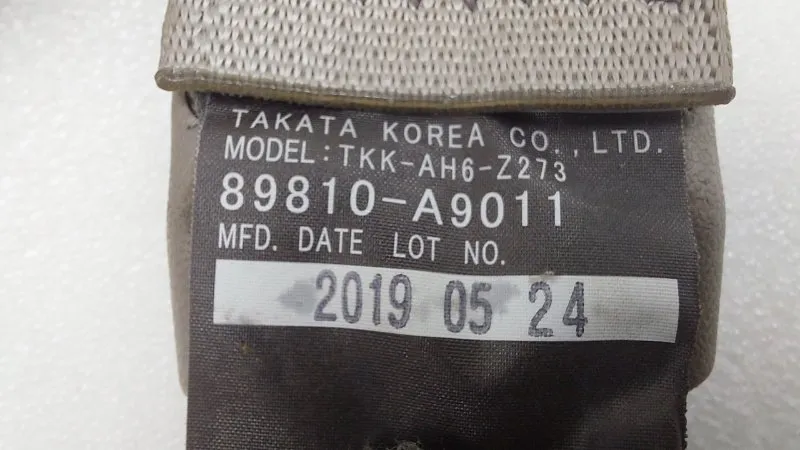 TAKATA KOREA CO., LTD.
MODEL:TKK-AH6-Z273
89810-A9011
MFD. DATE LOT NO.
2019 05 24